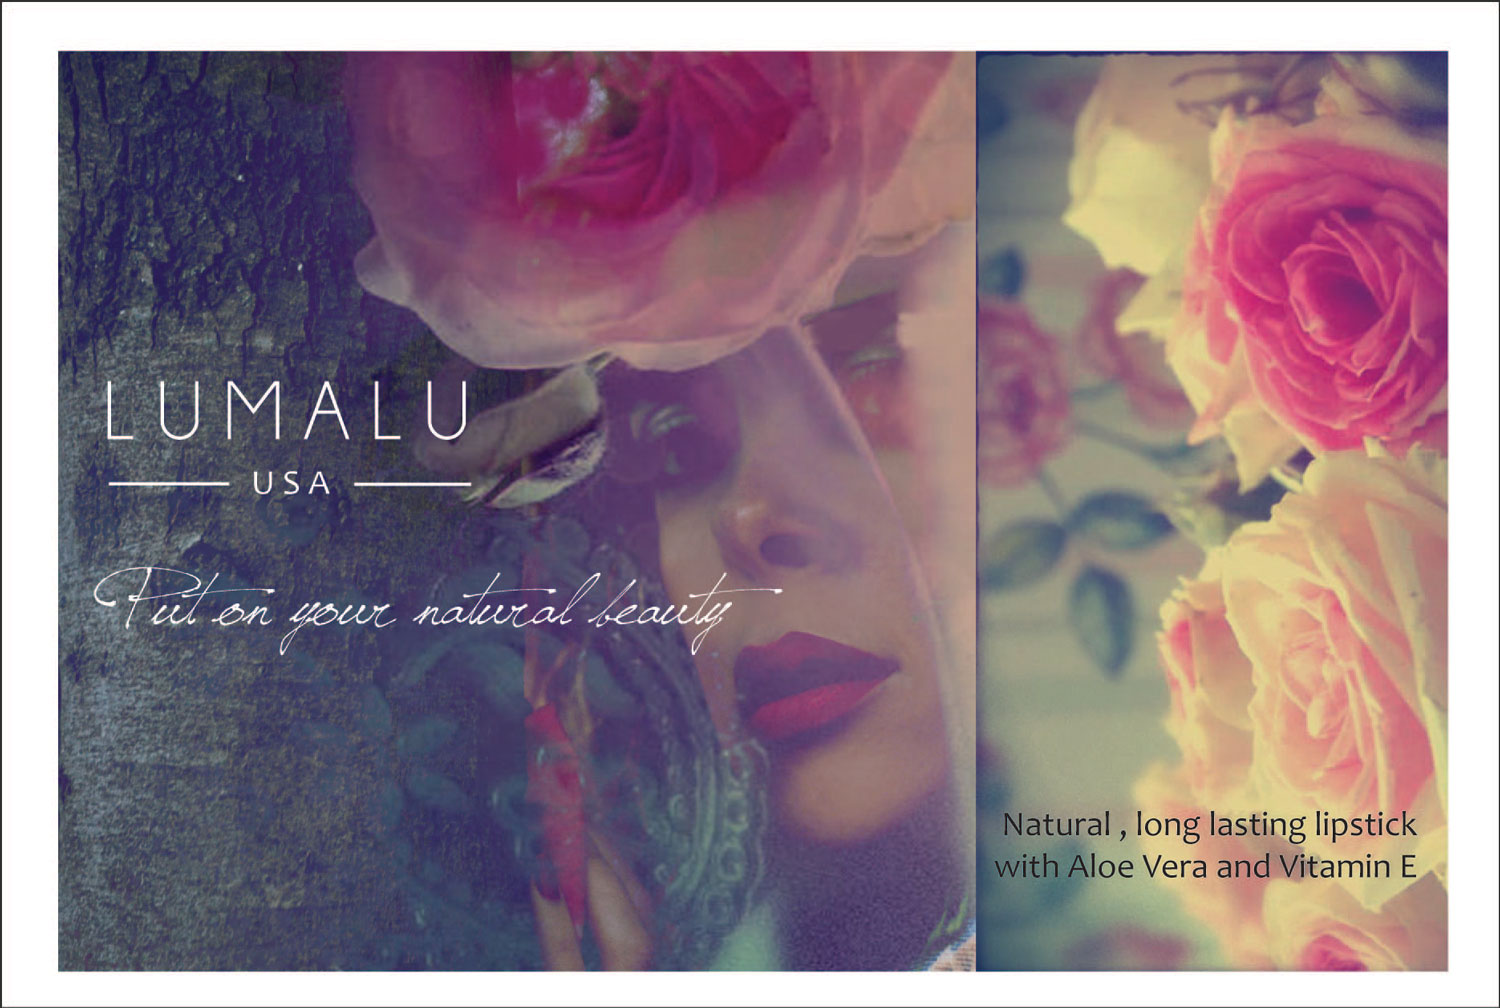 LUMALU
USA
Put on your natural beauty
Natural , long lasting lipstick
with Aloe Vera and Vitamin E